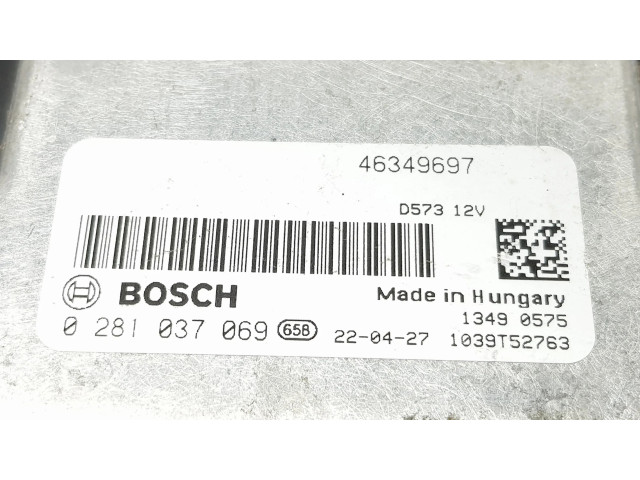 46349697
D573 12V
BOSCH
Made in Hungary
1349 0575
0 281 037 069 658 22-04-27 1039T52763